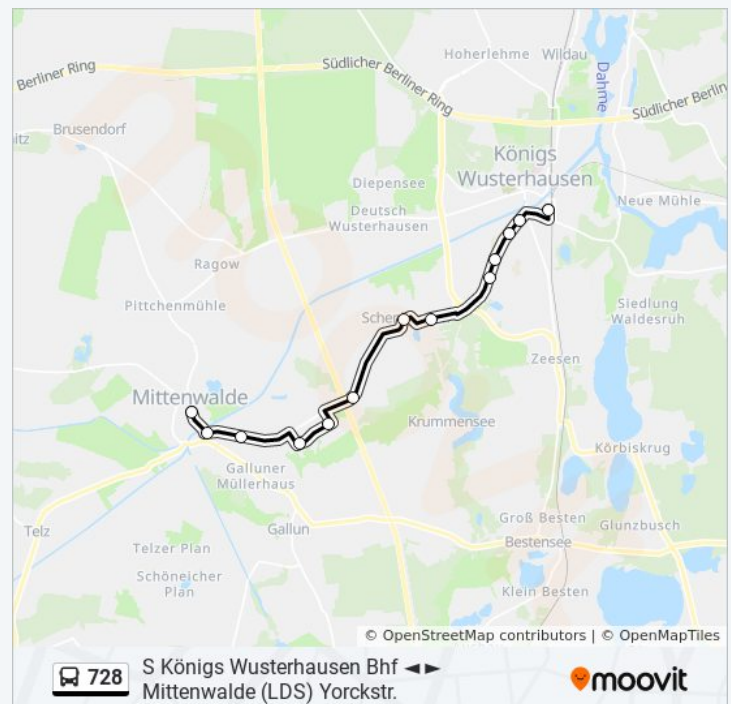 Berliner Ring
Südlicher Berliner Ring
Hoherlehme
Wildau
Dahme
Südlicher Berlin
Brusendorf
itz
Königs
Wusterhausen
Diepensee
Deutsch
Wusterhausen
Neue Mühle
Ragow
Pittchenmühle
Siedlung
Waldesruh
Zeesen
Mittenwalde
Krummensee
Körbiskrug
Galluner
Müllerhaus
Telz
Gallun
Groß Besten
Glunzbusch
Bestensee
Telzer Plan
Schöneicher
Plan
Klein Besten
© OpenStreetMap contributors | © OpenMapTiles
728
S Königs Wusterhausen Bhf ◄►
Mittenwalde (LDS) Yorckstr.
moovit